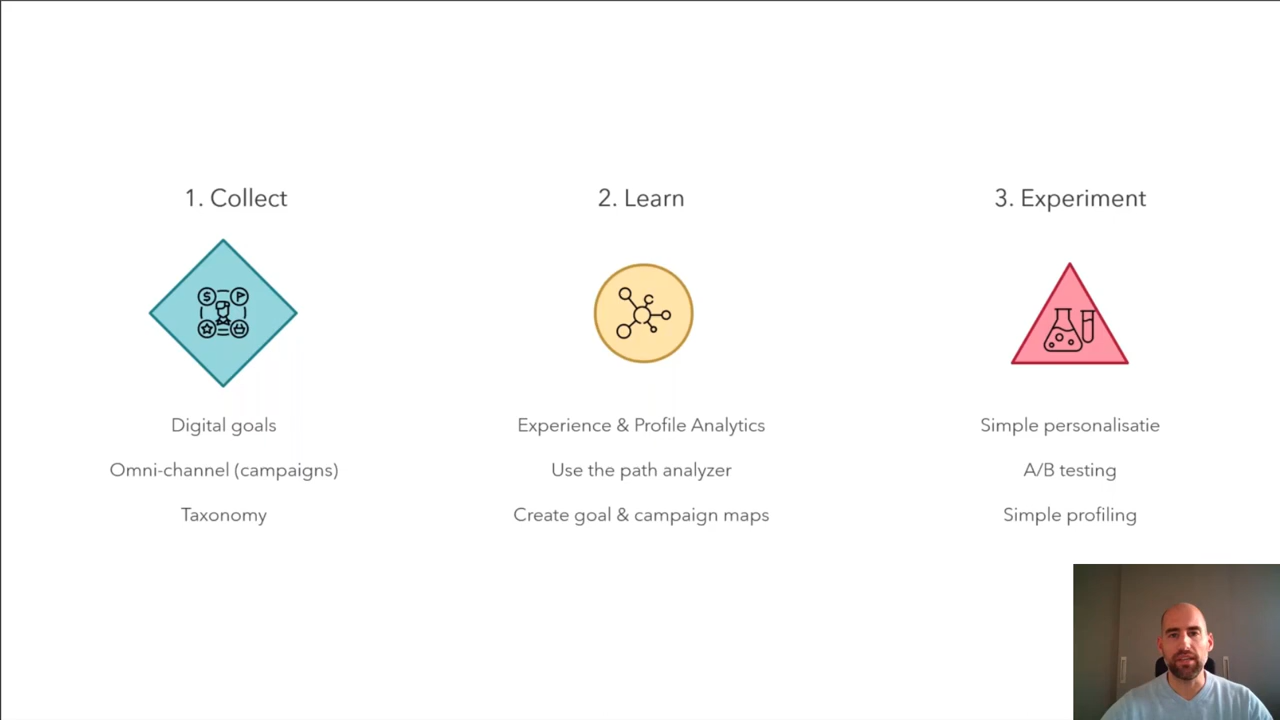 1. Collect
Digital goals
Omni-channel (campaigns)
Taxonomy
2. Learn
Experience & Profile Analytics
Use the path analyzer
Create goal & campaign maps
3. Experiment
Simple personalisatie
A/B testing
Simple profiling